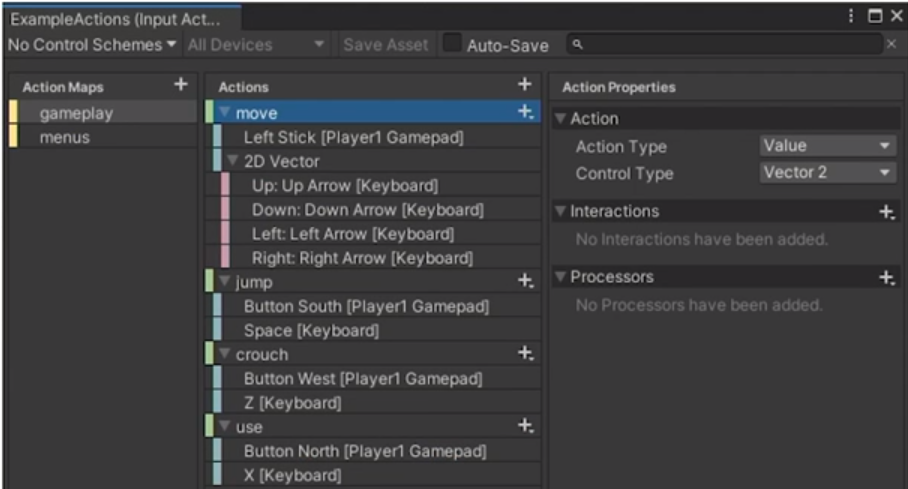 ExampleActions (Input Act...
No Control Schemes All Devices Save Asset Auto-Save
Action Maps
gameplay
menus
Actions
move
Left Stick [Player1 Gamepad]
2D Vector
Up: Up Arrow [Keyboard]
Down: Down Arrow [Keyboard]
Left: Left Arrow [Keyboard]
Right: Right Arrow [Keyboard]
jump
Button South [Player1 Gamepad]
Space [Keyboard]
crouch
Button West [Player1 Gamepad]
Z [Keyboard]
use
Button North [Player1 Gamepad]
X [Keyboard]
Action Properties
Action
Action Type Value
Control Type Vector 2
Interactions
No Interactions have been added.
Processors
No Processors have been added.